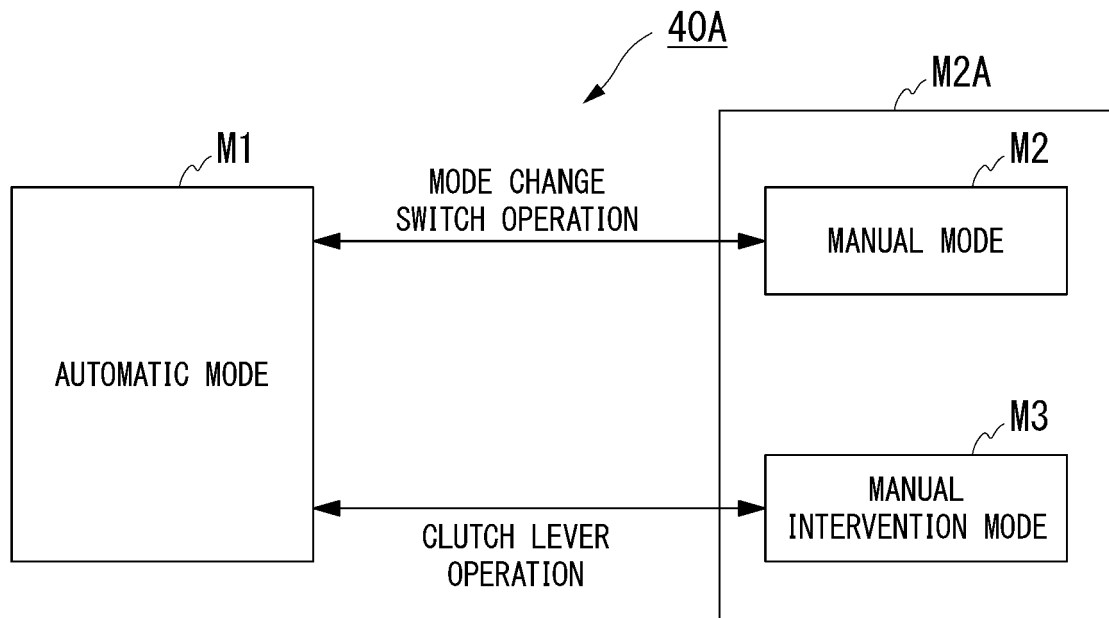 40A
M2A
M1
M2
MODE CHANGE
SWITCH OPERATION
MANUAL MODE
AUTOMATIC MODE
M3
MANUAL
INTERVENTION MODE
CLUTCH LEVER
OPERATION